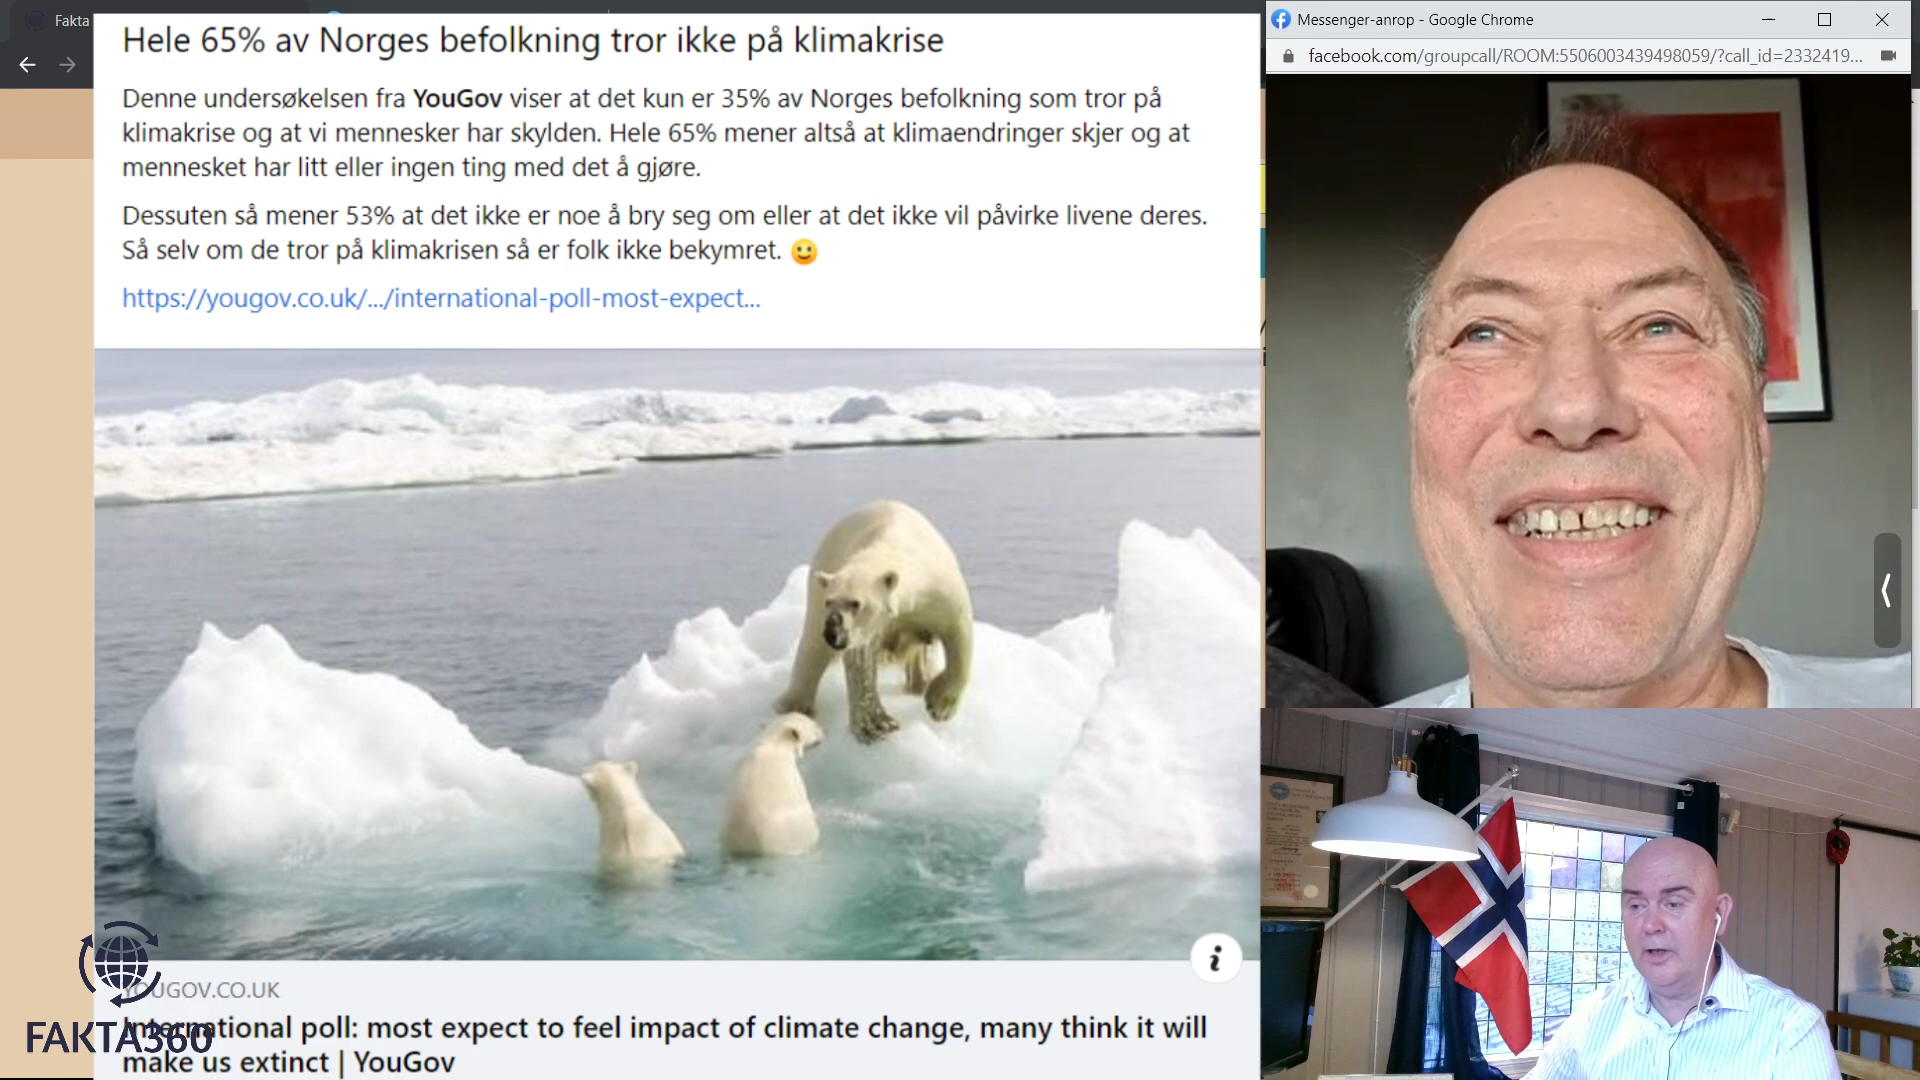 Fakta
Hele 65% av Norges befolkning tror ikke på klimakrise
Denne undersøkelsen fra YouGov viser at det kun er 35% av Norges befolkning som tror på
klimakrise og at vi mennesker har skylden. Hele 65% mener altså at klimaendringer skjer og at
mennesket har litt eller ingen ting med det å gjøre.
Dessuten så mener 53% at det ikke er noe å bry seg om eller at det ikke vil påvirke livene deres.
Så selv om de tror på klimakrisen så er folk ikke bekymret.
https://yougov.co.uk/.../international-poll-most-expect...
YOUGOV.CO.UK
International poll: most expect to feel impact of climate change, many think it will
make us extinct | YouGov
FAKTA360
Messenger-anrop - Google Chrome
facebook.com/groupcall/ROOM:5506003439498059/?call_id=2332419...